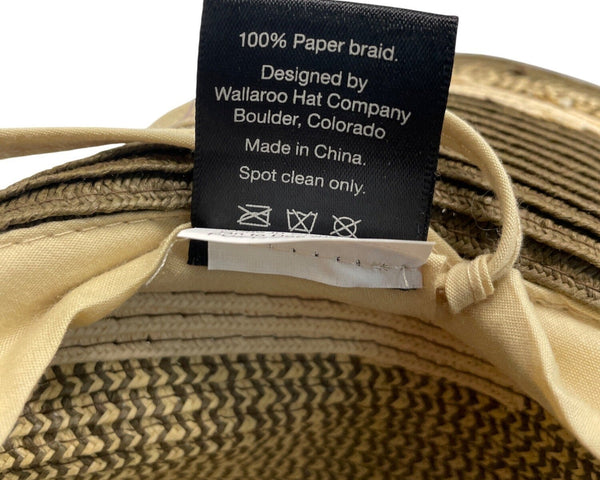 100% Paper braid.
Designed by
Wallaroo Hat Company
Boulder, Colorado
Made in China.
Spot clean only.